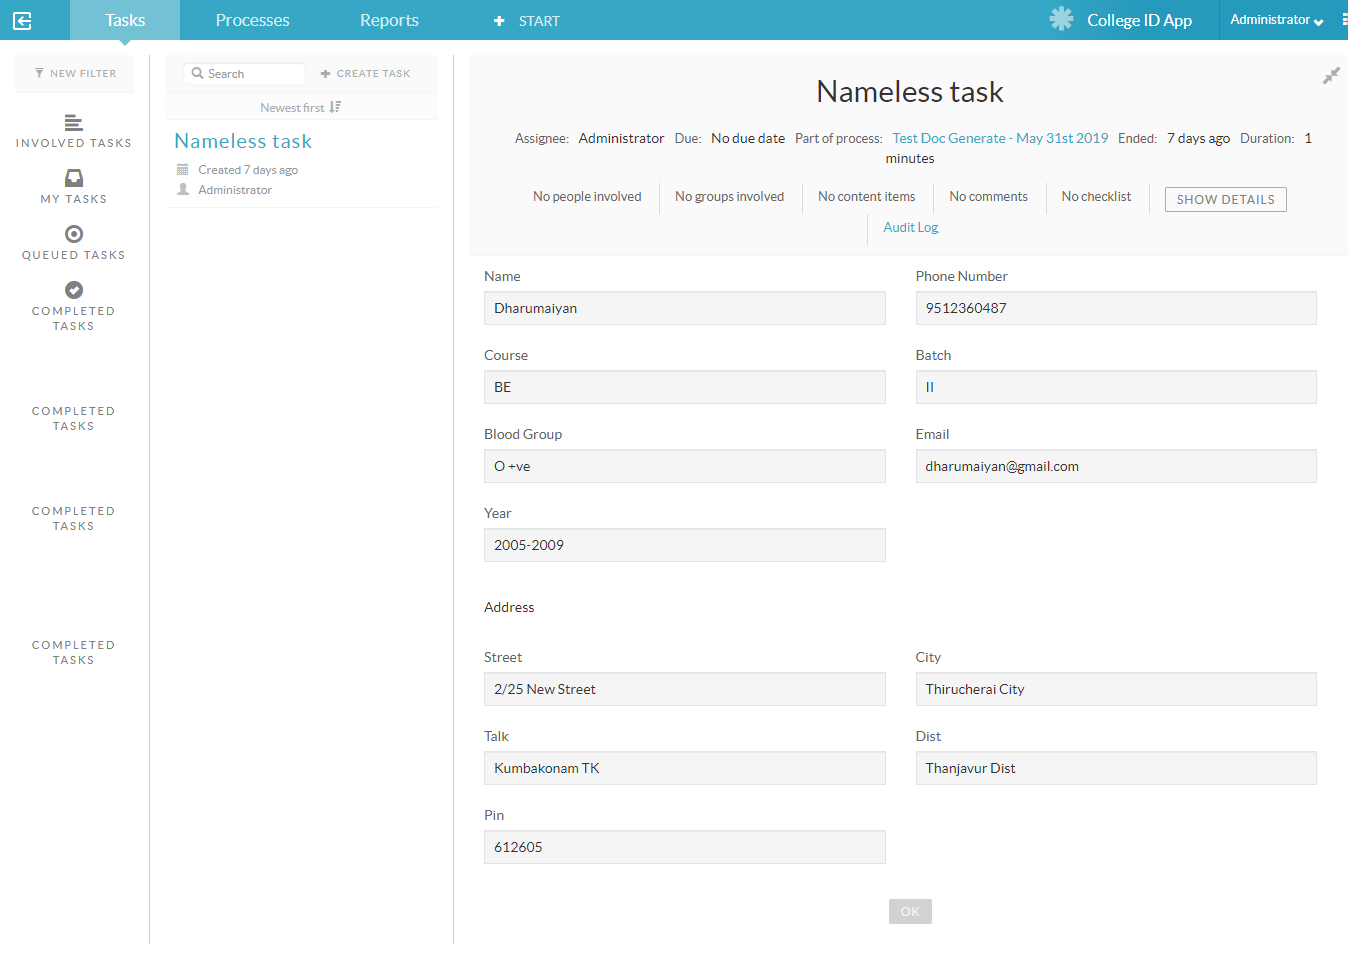 Tasks
Processes
Reports
START
College ID App
Administrator
NEW FILTER
INVOLVED TASKS
MY TASKS
QUEUED TASKS
COMPLETED
TASKS
COMPLETED
TASKS
COMPLETED
TASKS
COMPLETED
TASKS
Search
CREATE TASK
Newest first
Nameless task
Created 7 days ago
Administrator
Nameless task
Assignee: Administrator Due: No due date Part of process: Test Doc Generate - May 31st 2019 Ended: 7 days ago Duration: 1
minutes
No people involved
No groups involved
No content items
No comments
No checklist
SHOW DETAILS
Audit Log
Name
Dharumaiyan
Phone Number
9512360487
Course
BE
Batch
II
Blood Group
O +ve
Email
dharumaiyan@gmail.com
Year
2005-2009
Address
Street
2/25 New Street
City
Thirucherai City
Talk
Kumbakonam TK
Dist
Thanjavur Dist
Pin
612605
OK